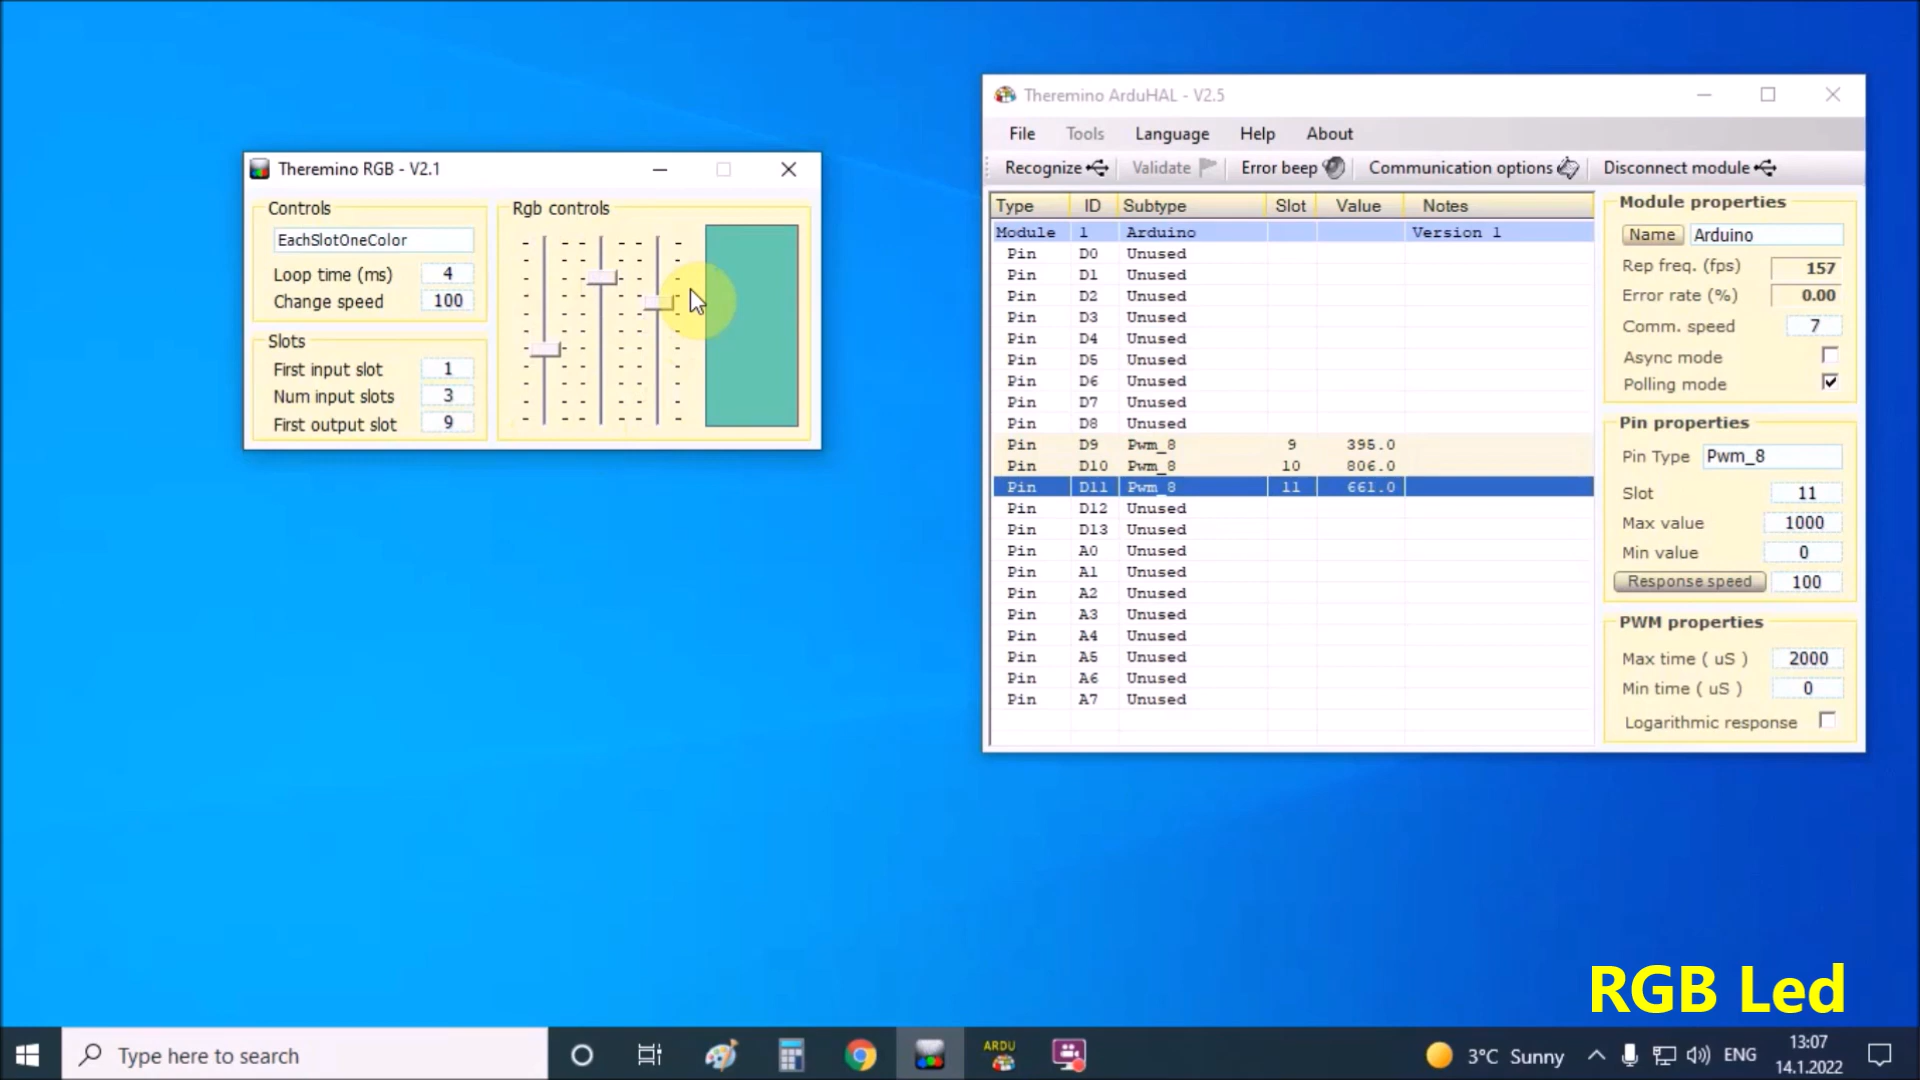 Theremino RGB - V2.1
Controls
EachSlotOneColor
Loop time (ms) 4
Change speed 100
Slots
First input slot 1
Num input slots 3
First output slot 9
Rgb controls
Theremino ArduHAL - V2.5
File Tools Language Help About
Recognize Validate Error beep Communication options Disconnect module
Type ID Subtype Slot Value Notes
Module 1 Arduino Version 1
Pin D0 Unused
Pin D1 Unused
Pin D2 Unused
Pin D3 Unused
Pin D4 Unused
Pin D5 Unused
Pin D6 Unused
Pin D7 Unused
Pin D8 Unused
Pin D9 Pwm_8 9 395.0
Pin D10 Pwm_8 10 806.0
Pin D11 Pwm_8 11 661.0
Pin D12 Unused
Pin D13 Unused
Pin A0 Unused
Pin A1 Unused
Pin A2 Unused
Pin A3 Unused
Pin A4 Unused
Pin A5 Unused
Pin A6 Unused
Pin A7 Unused
Module properties
Name Arduino
Rep freq. (fps) 157
Error rate (%) 0.00
Comm. speed 7
Async mode
Polling mode
Pin properties
Pin Type Pwm_8
Slot 11
Max value 1000
Min value 0
Response speed 100
PWM properties
Max time ( uS ) 2000
Min time ( uS ) 0
Logarithmic response
RGB Led
Type here to search
ARDU
3°C Sunny
ENG
13:07
14.1.2022